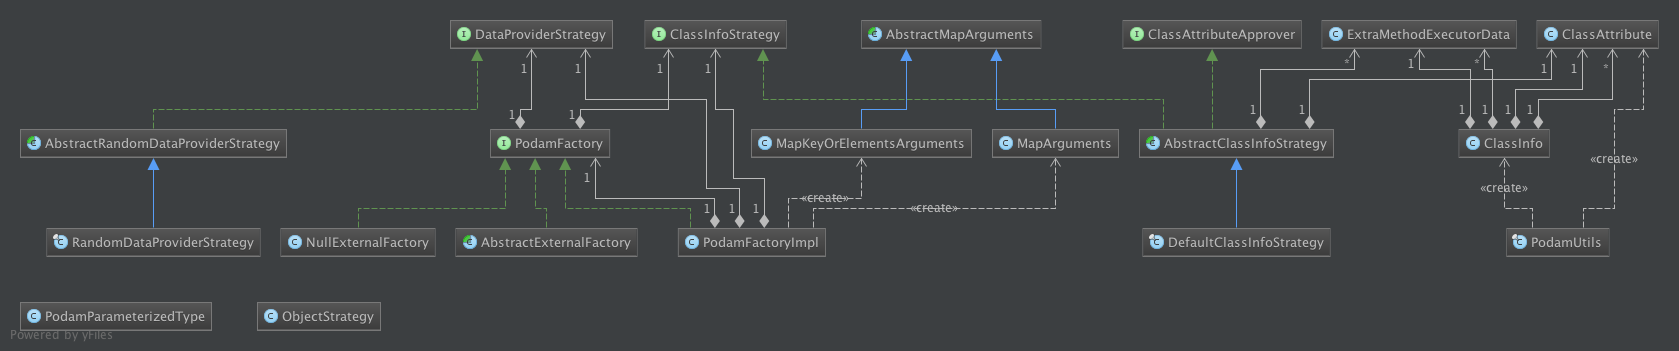 I DataProviderStrategy
I ClassInfoStrategy
C AbstractMapArguments
I ClassAttributeApprover
C ExtraMethodExecutorData
C ClassAttribute
1 1 1 1 * 1 * 1 1 *
1 1 1 1 1 1 1 1
C AbstractRandomDataProviderStrategy
I PodamFactory
C MapKeyOrElementsArguments
C MapArguments
C AbstractClassInfoStrategy
C ClassInfo
«create»
1
«create»
«create»
1 1 1
«create»
C RandomDataProviderStrategy
C NullExternalFactory
C AbstractExternalFactory
C PodamFactoryImpl
C DefaultClassInfoStrategy
C PodamUtils
C PodamParameterizedType
C ObjectStrategy
Powered by yFiles